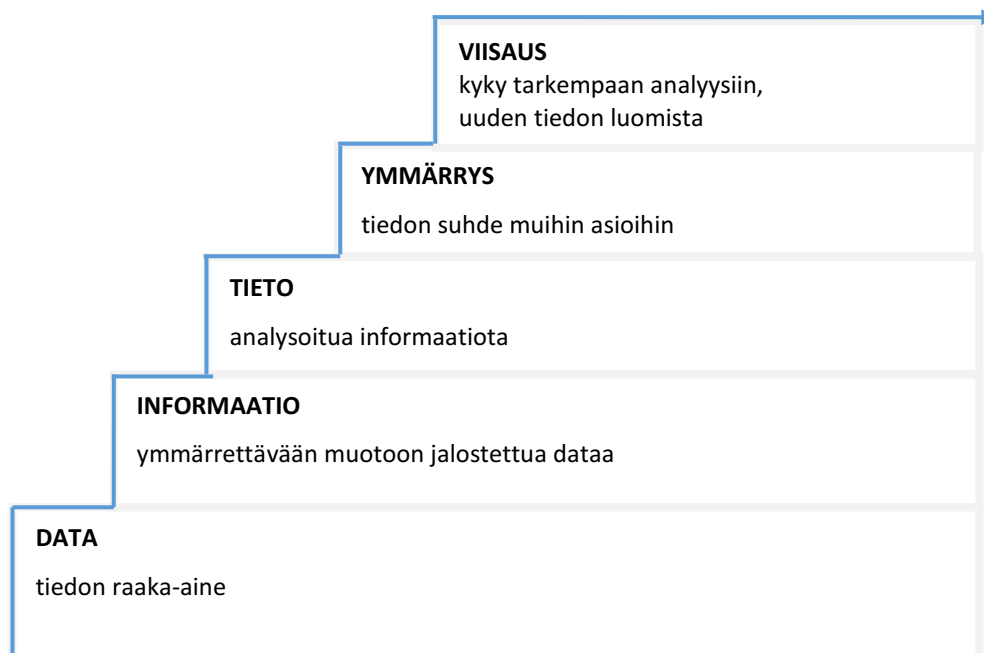 VIISAUS
kyky tarkempaan analyysiin,
uuden tiedon luomista
YMMÄRRYS
tiedon suhde muihin asioihin
TIETO
analysoitua informaatiota
INFORMAATIO
ymmärrettävään muotoon jalostettua dataa
DATA
tiedon raaka-aine